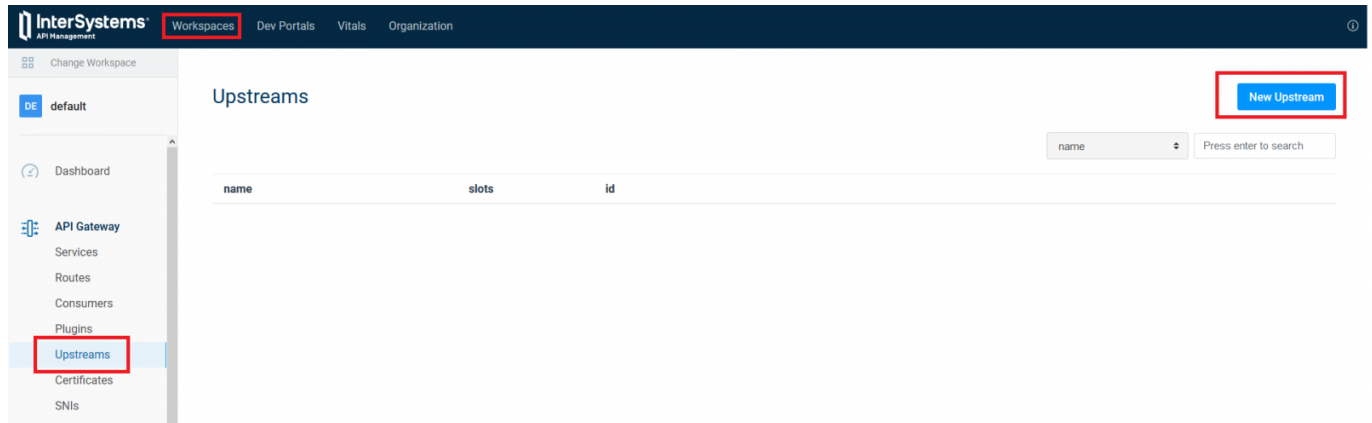 InterSystems
API Management
Workspaces Dev Portals Vitals Organization
Change Workspace
DE default
Upstreams
New Upstream
name
Press enter to search
Dashboard
name slots id
API Gateway
Services
Routes
Consumers
Plugins
Upstreams
Certificates
SNIs